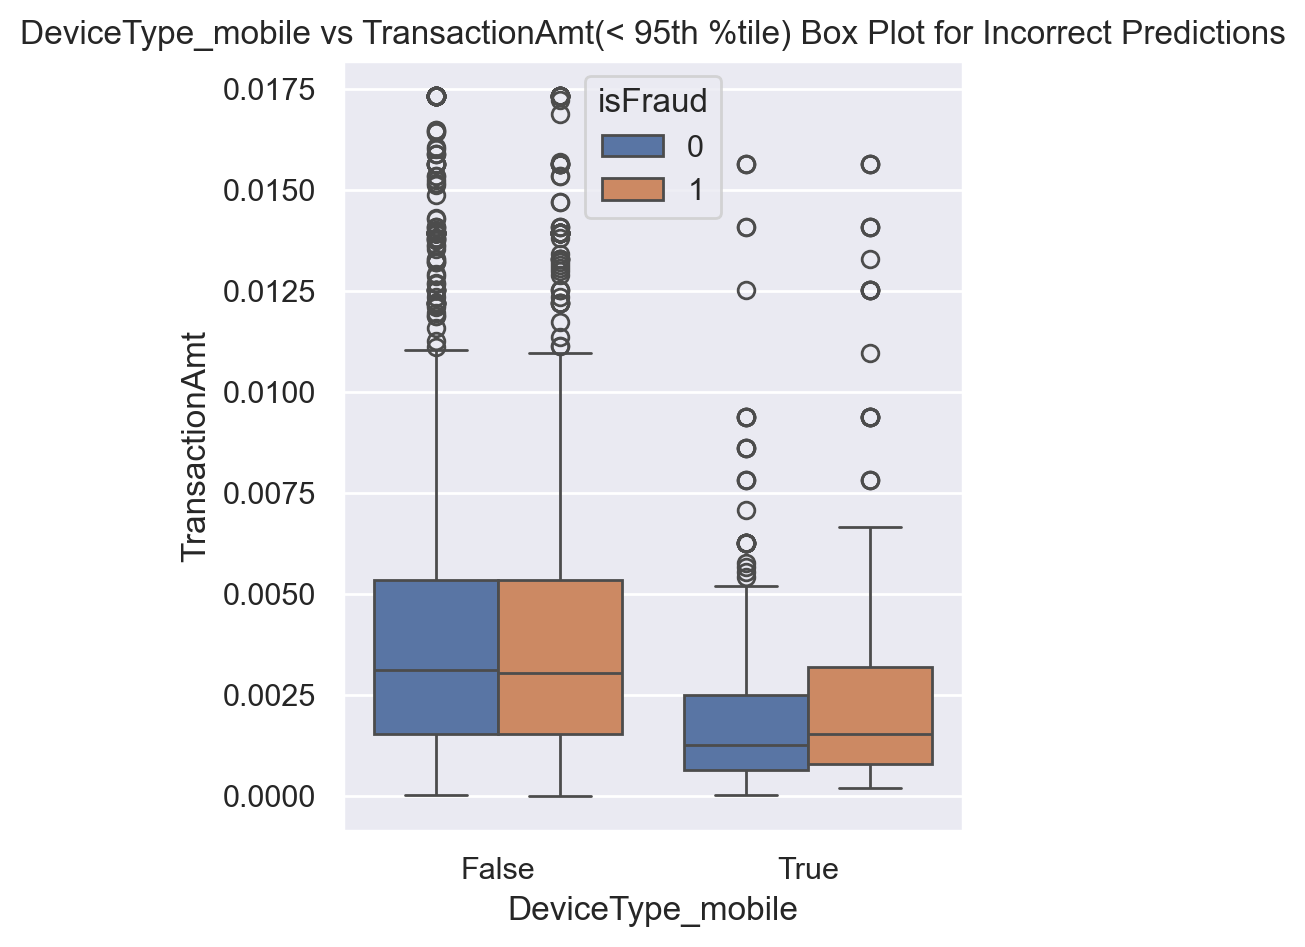 DeviceType_mobile vs TransactionAmt(< 95th %tile) Box Plot for Incorrect Predictions
TransactionAmt
0.0175
0.0150
0.0125
0.0100
0.0075
0.0050
0.0025
0.0000
isFraud
0
1
False True
DeviceType_mobile